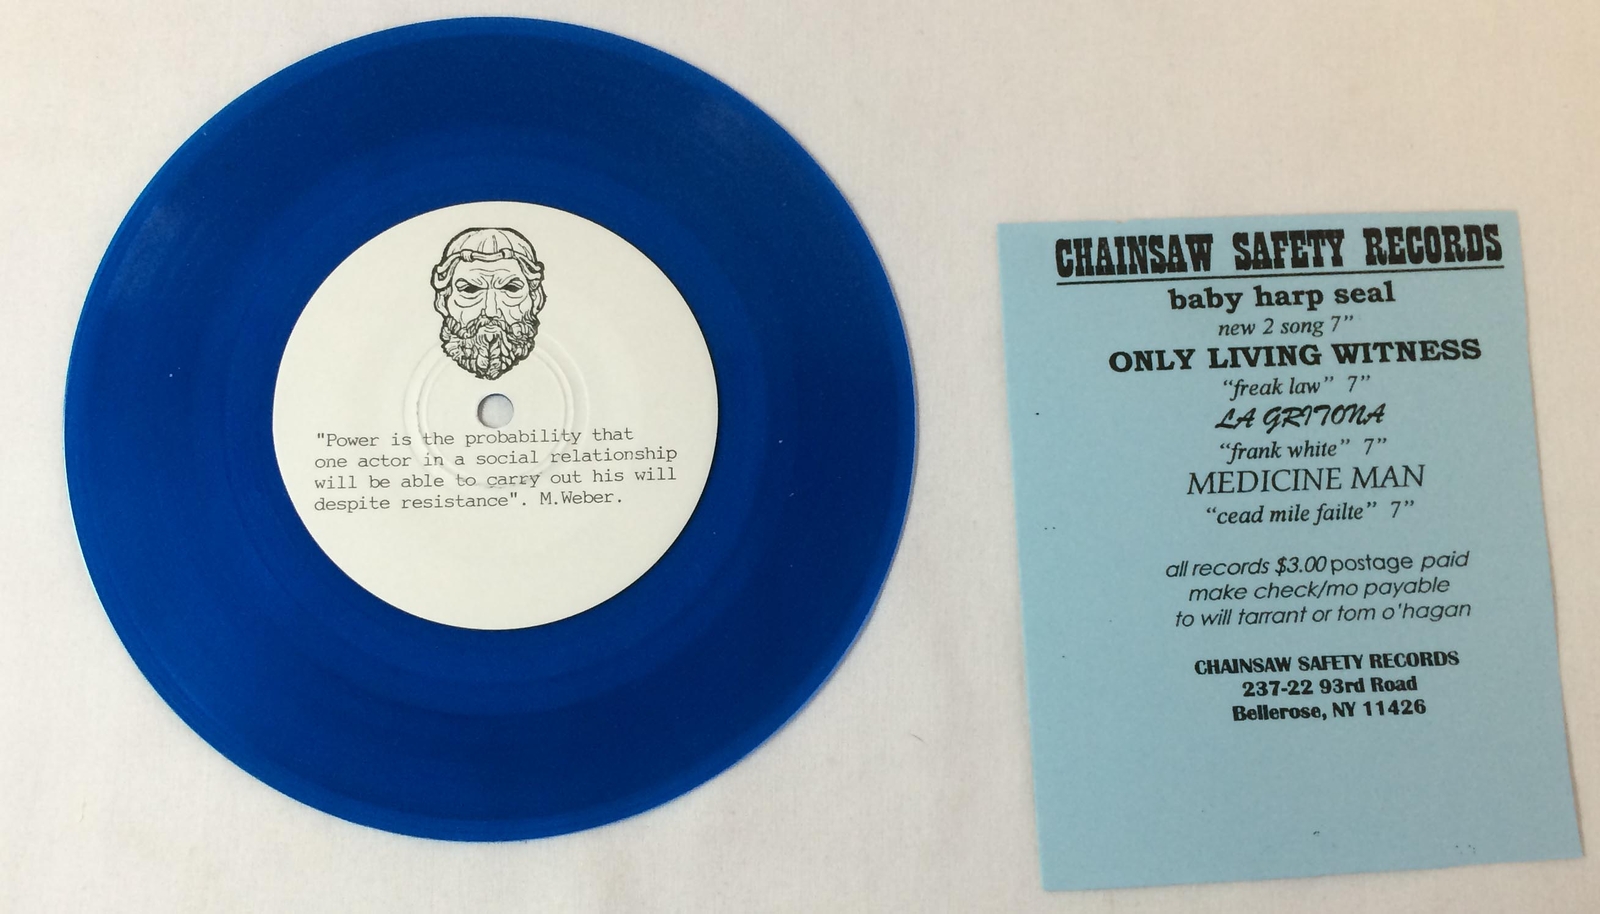 "Power is the probability that
one actor in a social relationship
will be able to carry out his will
despite resistance". M.Weber.
CHAINSAW SAFETY RECORDS
baby harp seal
new 2 song 7”
ONLY LIVING WITNESS
“freak law” 7”
LA GRITONA
“frank white” 7”
MEDICINE MAN
“cead mile failte” 7”
all records $3.00 postage paid
make check/mo payable
to will tarrant or tom o'hagan
CHAINSAW SAFETY RECORDS
237-22 93rd Road
Bellerose, NY 11426